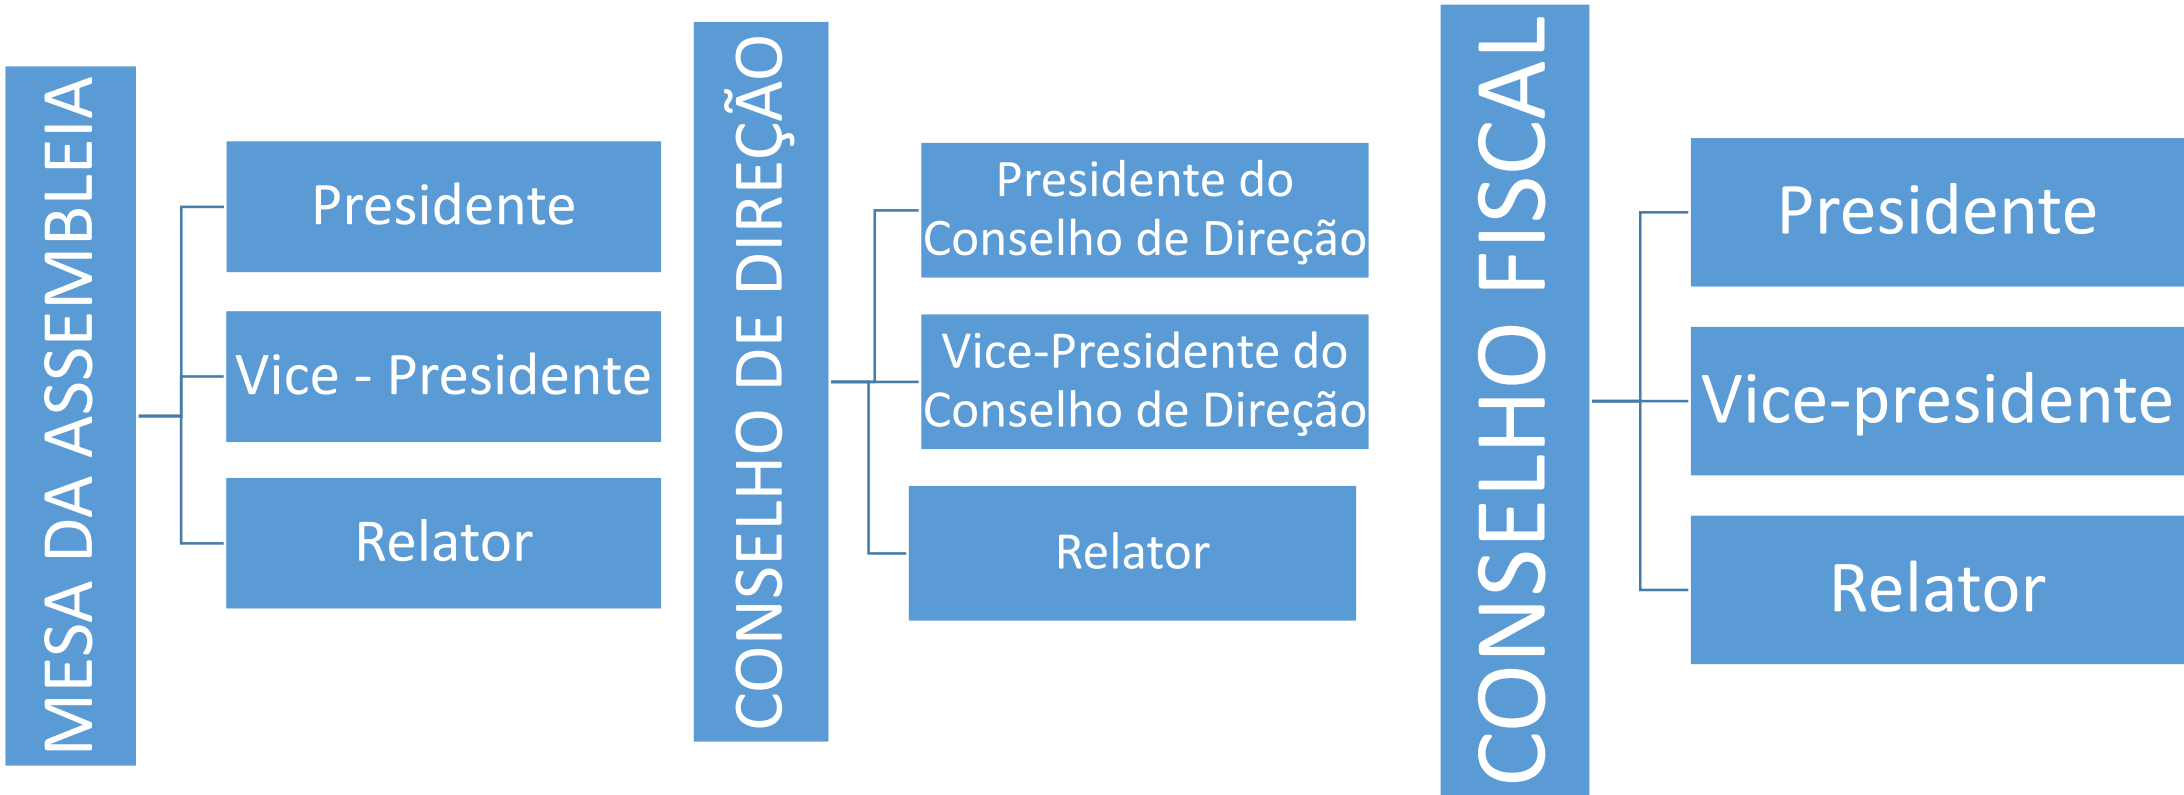 MESA DA ASSEMBLEIA
Presidente
Vice - Presidente
Relator
CONSELHO DE DIREÇÃO
Presidente do
Conselho de Direção
Vice-Presidente do
Conselho de Direção
Relator
CONSELHO FISCAL
Presidente
Vice-presidente
Relator